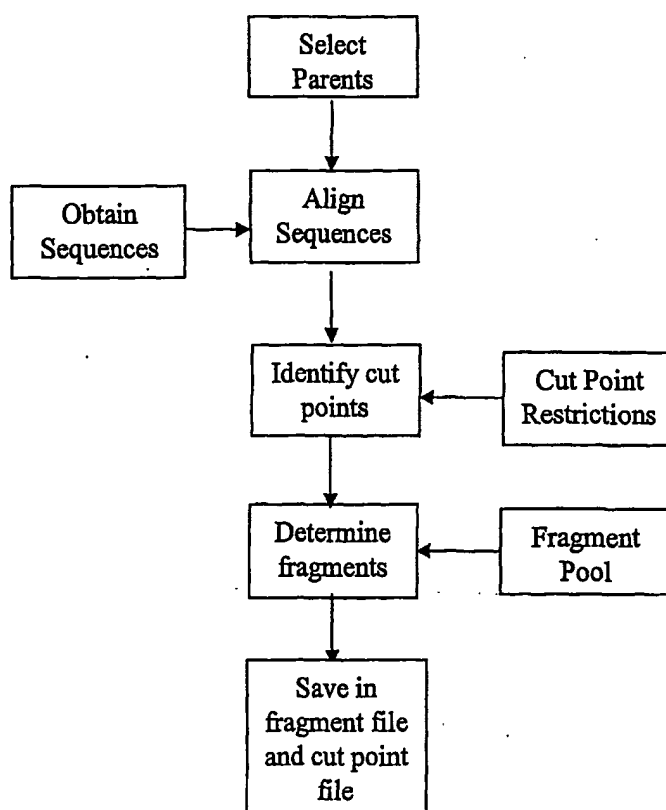 Select
Parents
Obtain
Sequences
Align
Sequences
Identify cut
points
Cut Point
Restrictions
Determine
fragments
Fragment
Pool
Save in
fragment file
and cut point
file